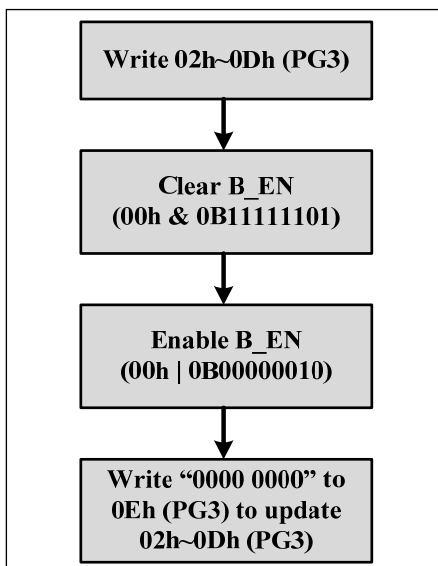 Write 02h~0Dh (PG3)
Clear B_EN
(00h & 0B11111101)
Enable B_EN
(00h | 0B00000010)
Write “0000 0000” to
0Eh (PG3) to update
02h~0Dh (PG3)